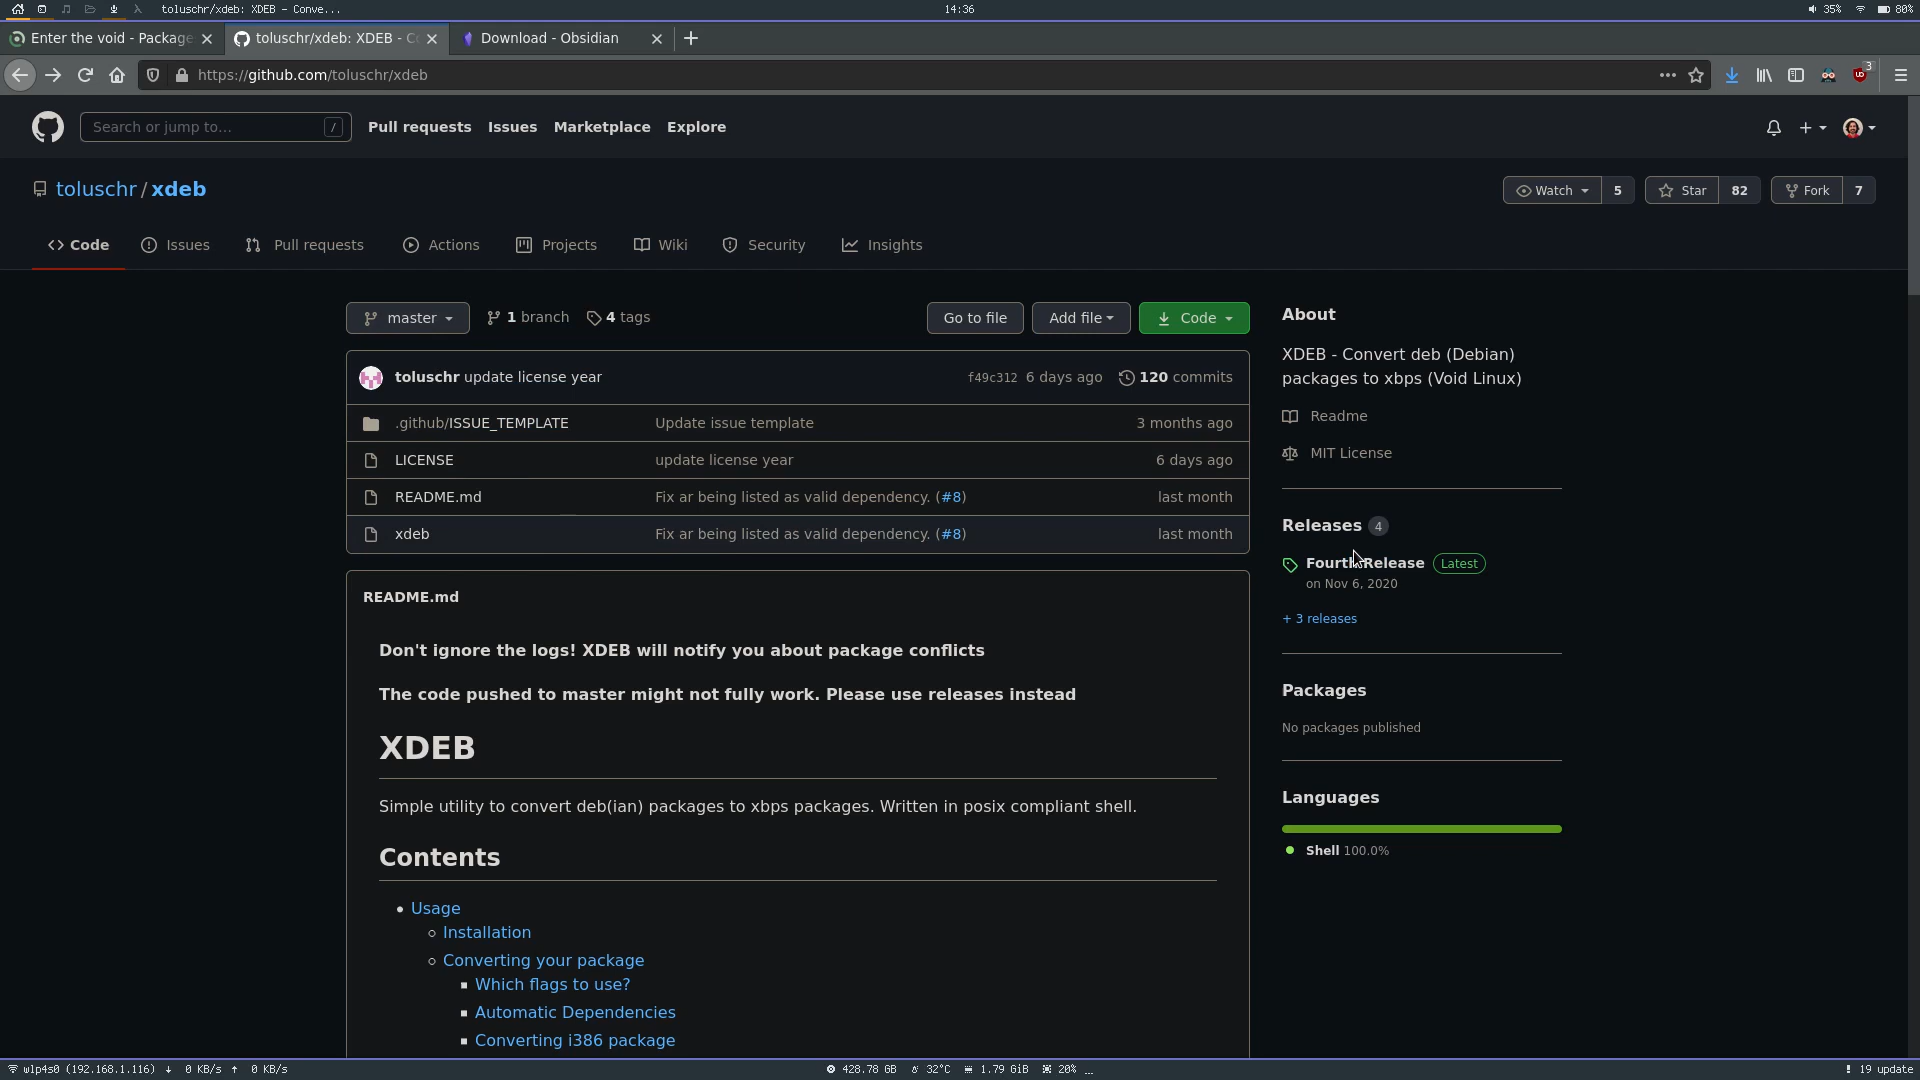 toluschr/xdeb: XDEB – Conve...
14:36
35%
80%
Enter the void - Package
toluschr/xdeb: XDEB - Co
Download - Obsidian
https://github.com/toluschr/xdeb
3
Search or jump to...
/
Pull requests
Issues
Marketplace
Explore
toluschr / xdeb
Watch
5
Star
82
Fork
7
Code
Issues
Pull requests
Actions
Projects
Wiki
Security
Insights
master
1 branch
4 tags
Go to file
Add file
Code
toluschr update license year
f49c312 6 days ago
120 commits
.github/ISSUE_TEMPLATE
Update issue template
3 months ago
LICENSE
update license year
6 days ago
README.md
Fix ar being listed as valid dependency. (#8)
last month
xdeb
Fix ar being listed as valid dependency. (#8)
last month
README.md
Don't ignore the logs! XDEB will notify you about package conflicts
The code pushed to master might not fully work. Please use releases instead
XDEB
Simple utility to convert deb(ian) packages to xbps packages. Written in posix compliant shell.
Contents
Usage
Installation
Converting your package
Which flags to use?
Automatic Dependencies
Converting i386 package
About
XDEB - Convert deb (Debian)
packages to xbps (Void Linux)
Readme
MIT License
Releases 4
Fourth Release Latest
on Nov 6, 2020
+ 3 releases
Packages
No packages published
Languages
Shell 100.0%
wlp4s0 (192.168.1.116) ↓ 0 KB/s ↑ 0 KB/s
428.78 GB
32°C
1.79 GiB
20% ...
! 19 update